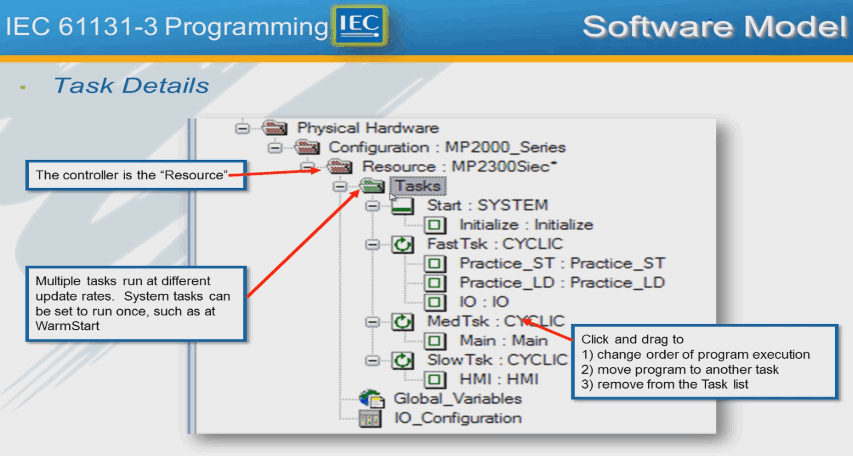 IEC 61131-3 Programming
IEC
Software Model
Task Details
Physical Hardware
Configuration : MP2000_Series
Resource : MP2300Siec*
Tasks
Start : SYSTEM
Initialize : Initialize
FastTsk : CYCLIC
Practice_ST : Practice_ST
Practice_LD : Practice_LD
IO : IO
MedTsk : CYCLIC
Main : Main
SlowTsk : CYCLIC
HMI : HMI
Global_Variables
IO_Configuration
The controller is the “Resource”
Multiple tasks run at different
update rates. System tasks can
be set to run once, such as at
WarmStart
Click and drag to
1) change order of program execution
2) move program to another task
3) remove from the Task list